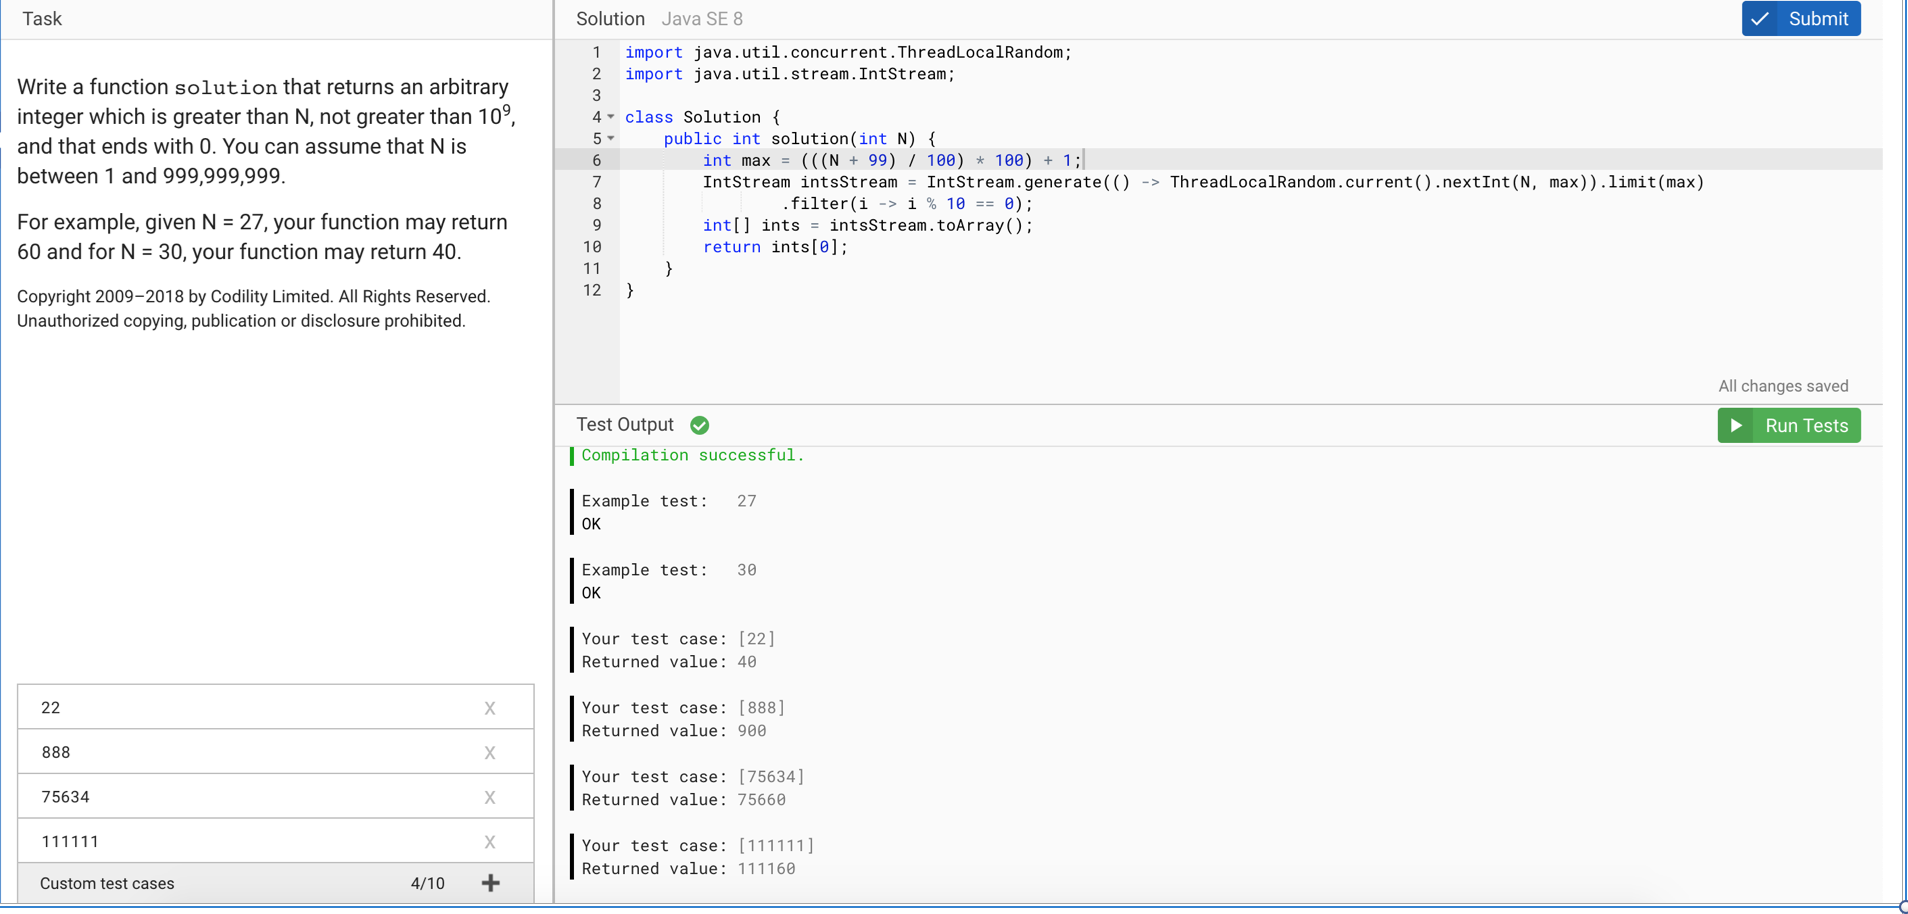 Task
Write a function solution that returns an arbitrary
integer which is greater than N, not greater than 10⁹,
and that ends with 0. You can assume that N is
between 1 and 999,999,999.
For example, given N = 27, your function may return
60 and for N = 30, your function may return 40.
Copyright 2009–2018 by Codility Limited. All Rights Reserved.
Unauthorized copying, publication or disclosure prohibited.
22 X
888 X
75634 X
111111 X
Custom test cases 4/10 +
Solution Java SE 8
Submit
1 import java.util.concurrent.ThreadLocalRandom;
2 import java.util.stream.IntStream;
3
4 class Solution {
5     public int solution(int N) {
6         int max = (((N + 99) / 100) * 100) + 1;
7         IntStream intsStream = IntStream.generate(() -> ThreadLocalRandom.current().nextInt(N, max)).limit(max)
8                 .filter(i -> i % 10 == 0);
9         int[] ints = intsStream.toArray();
10         return ints[0];
11     }
12 }
All changes saved
Test Output
Run Tests
Compilation successful.
Example test: 27
OK
Example test: 30
OK
Your test case: [22]
Returned value: 40
Your test case: [888]
Returned value: 900
Your test case: [75634]
Returned value: 75660
Your test case: [111111]
Returned value: 111160